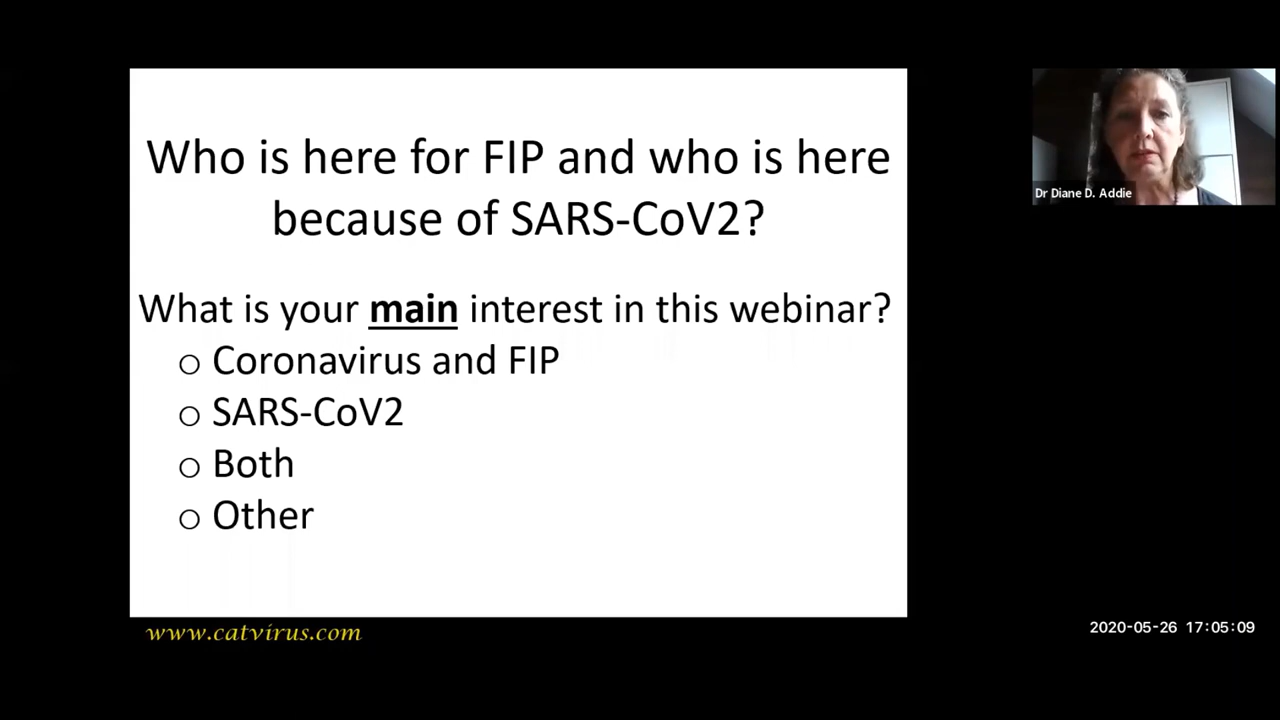 Who is here for FIP and who is here
because of SARS-CoV2?
What is your main interest in this webinar?
Coronavirus and FIP
SARS-CoV2
Both
Other
www.catvirus.com
Dr Diane D. Addie
2020-05-26 17:05:09